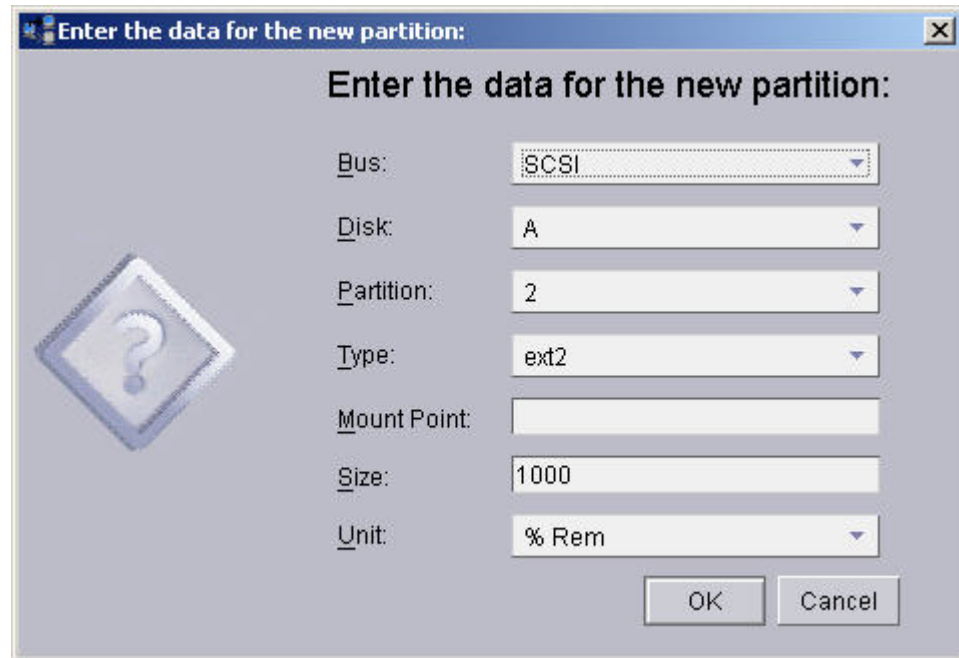 Enter the data for the new partition:
Enter the data for the new partition:
Bus: SCSI
Disk: A
Partition: 2
Type: ext2
Mount Point:
Size: 1000
Unit: % Rem
OK Cancel